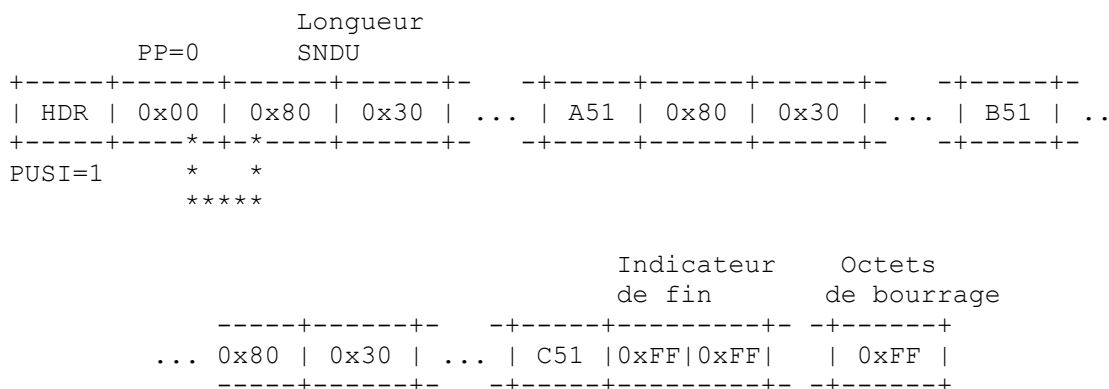 Longueur
         PP=0       SNDU
+-----+------+------+------+-   -+-----+------+------+-   -+-----+-
| HDR | 0x00 | 0x80 | 0x30 | ... | A51 | 0x80 | 0x30 | ... | B51 | ..
+-----+----*-+-*----+------+-   -+-----+------+------+-   -+-----+-
PUSI=1     *   *
           *****
                                      Indicateur    Octets
                                      de fin       de bourrage
             -----+------+-   -+-----+---------+- -+------+
         ... 0x80 | 0x30 | ... | C51 |0xFF|0xFF|   | 0xFF |
             -----+------+-   -+-----+---------+- -+------+